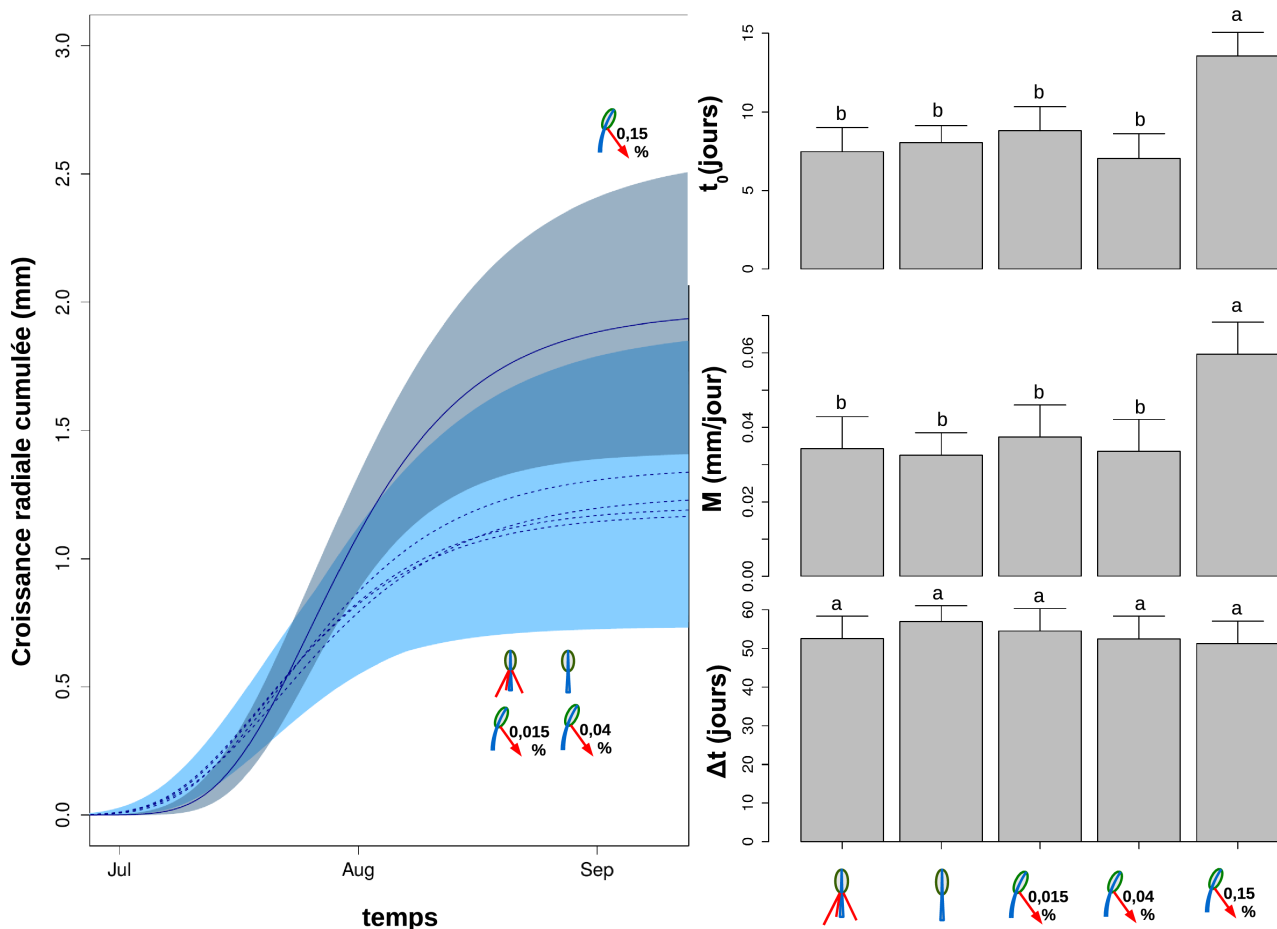 Croissance radiale cumulée (mm)
3.0
2.5
2.0
1.5
1.0
0.5
0.0
Jul
Aug
Sep
temps
0,15
%
0,015
%
0,04
%
t0(jours)
15
10
5
0
b
b
b
b
a
M (mm/jour)
0.06
0.04
0.02
0.00
b
b
b
b
a
Δt (jours)
60
50
40
30
20
10
0
a
a
a
a
a
0,015
%
0,04
%
0,15
%